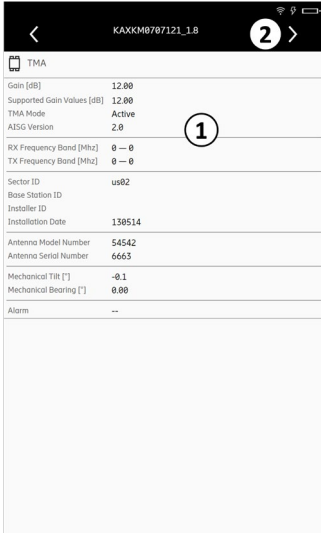 KAXKM0707121_1.8
2
TMA
Gain [dB] 12.00
Supported Gain Values [dB] 12.00
TMA Mode Active
AISG Version 2.0
1
RX Frequency Band [Mhz] 0 — 0
TX Frequency Band [Mhz] 0 — 0
Sector ID us02
Base Station ID
Installer ID
Installation Date 130514
Antenna Model Number 54542
Antenna Serial Number 6663
Mechanical Tilt [°] -0.1
Mechanical Bearing [°] 0.00
Alarm --